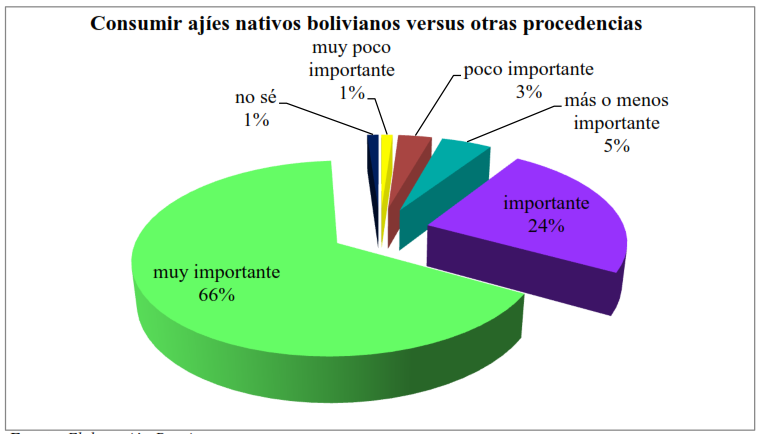 Consumir ajíes nativos bolivianos versus otras procedencias
muy poco
importante
1%
poco importante
3%
no sé
1%
más o menos
importante
5%
importante
24%
muy importante
66%